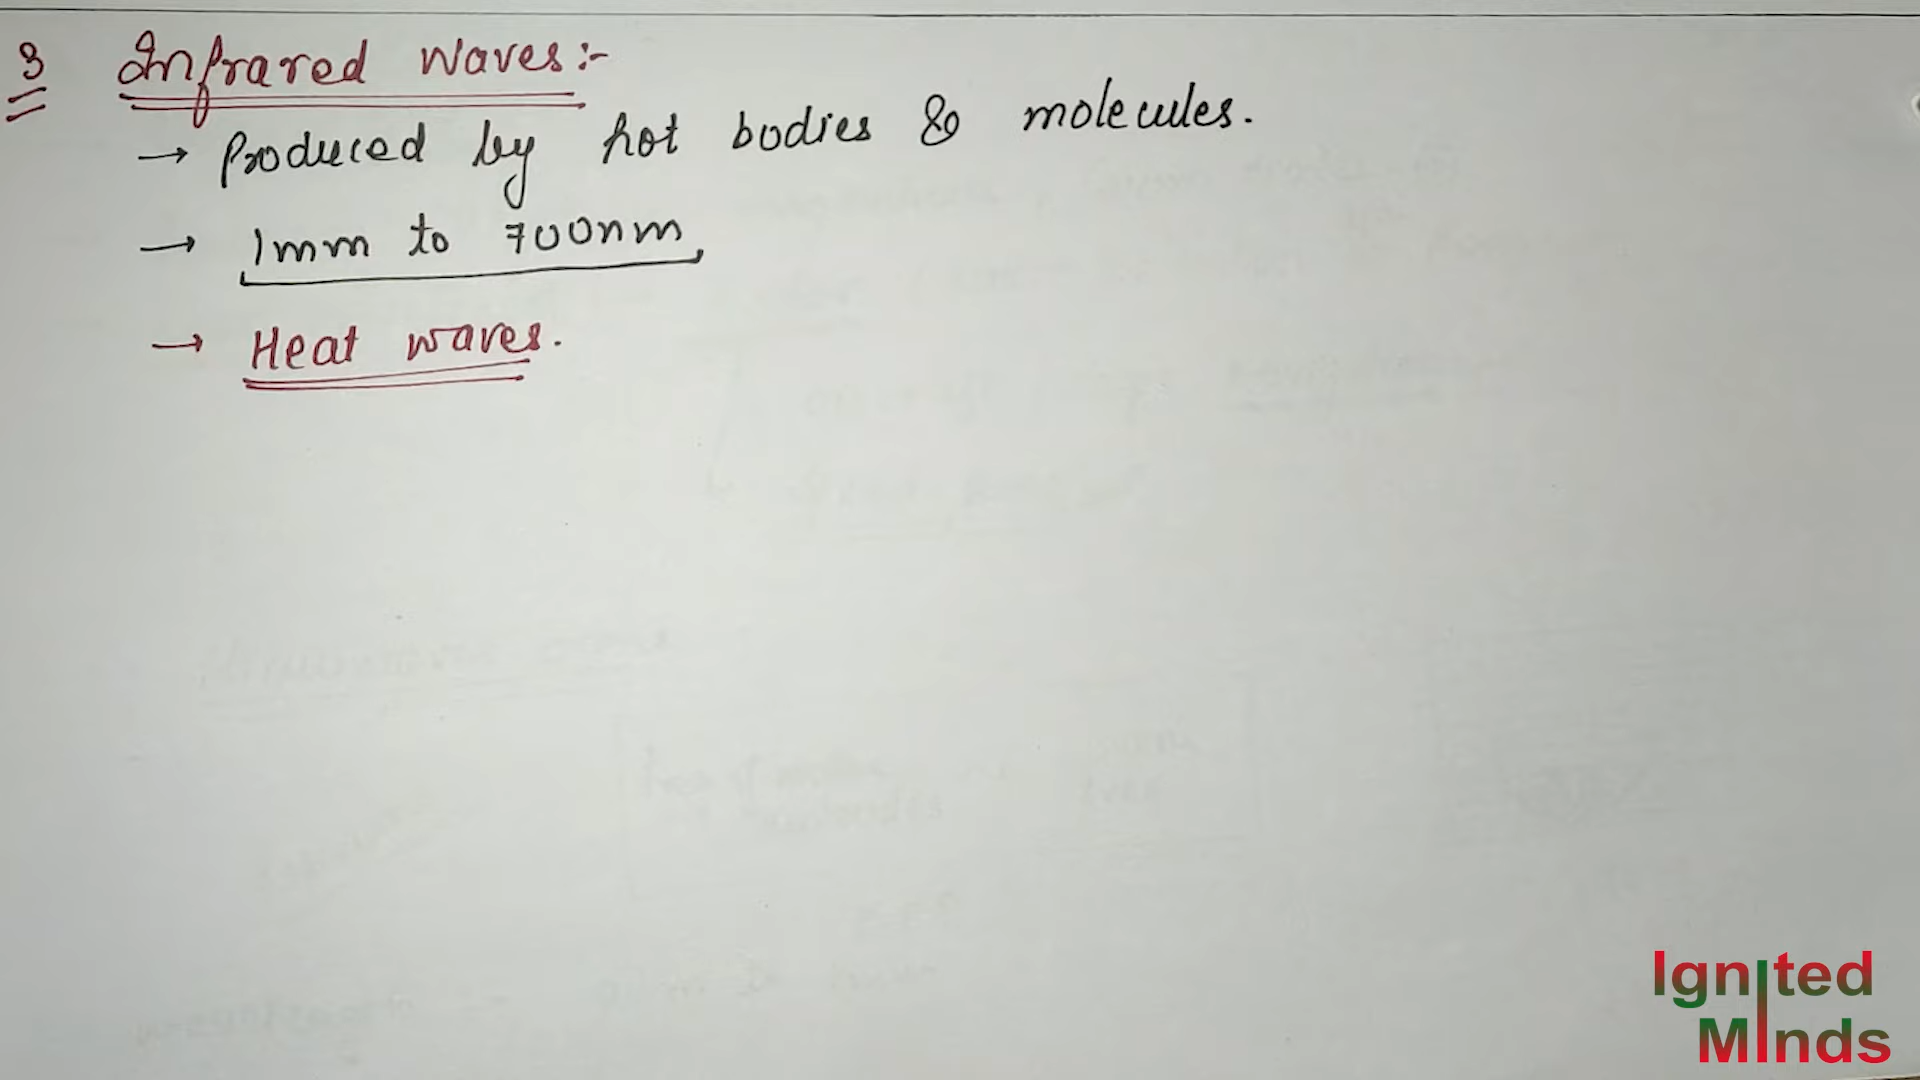 3 Infrared waves:-
→ Produced by hot bodies & molecules.
→ 1mm to 700nm
→ Heat waves.
Ignited
Minds